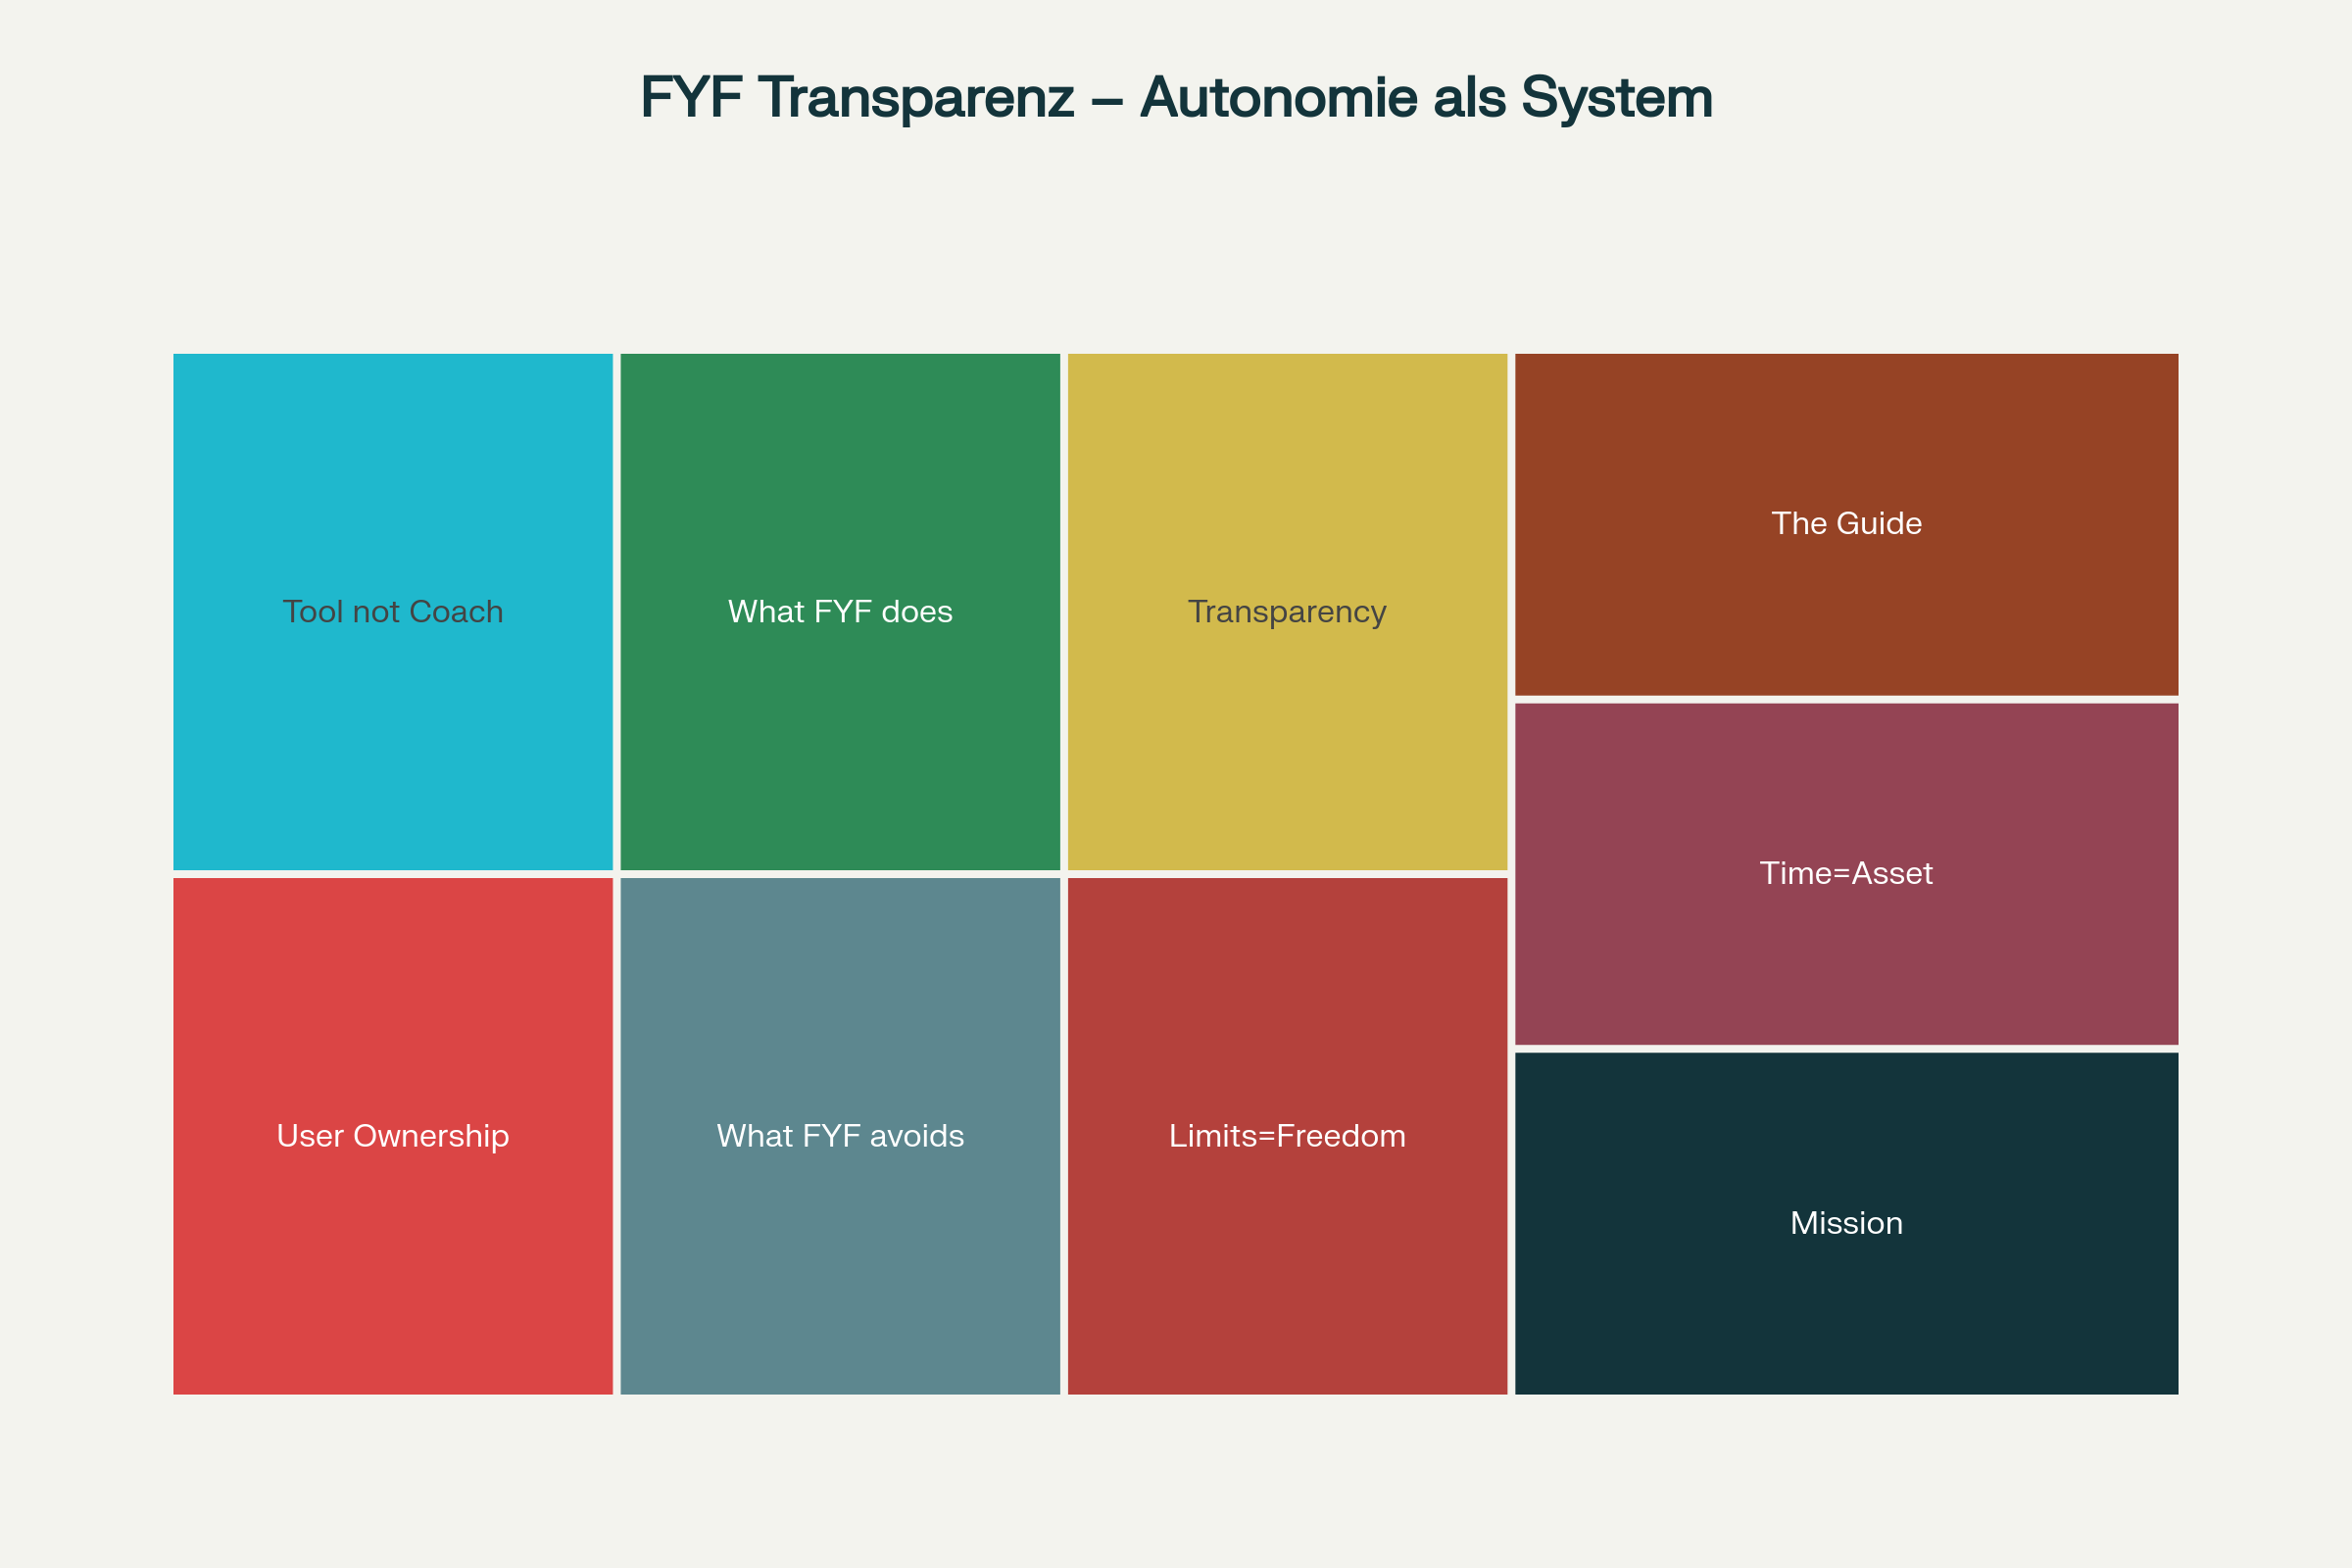 FYF Transparenz – Autonomie als System
Tool not Coach
What FYF does
Transparency
The Guide
Time=Asset
User Ownership
What FYF avoids
Limits=Freedom
Mission